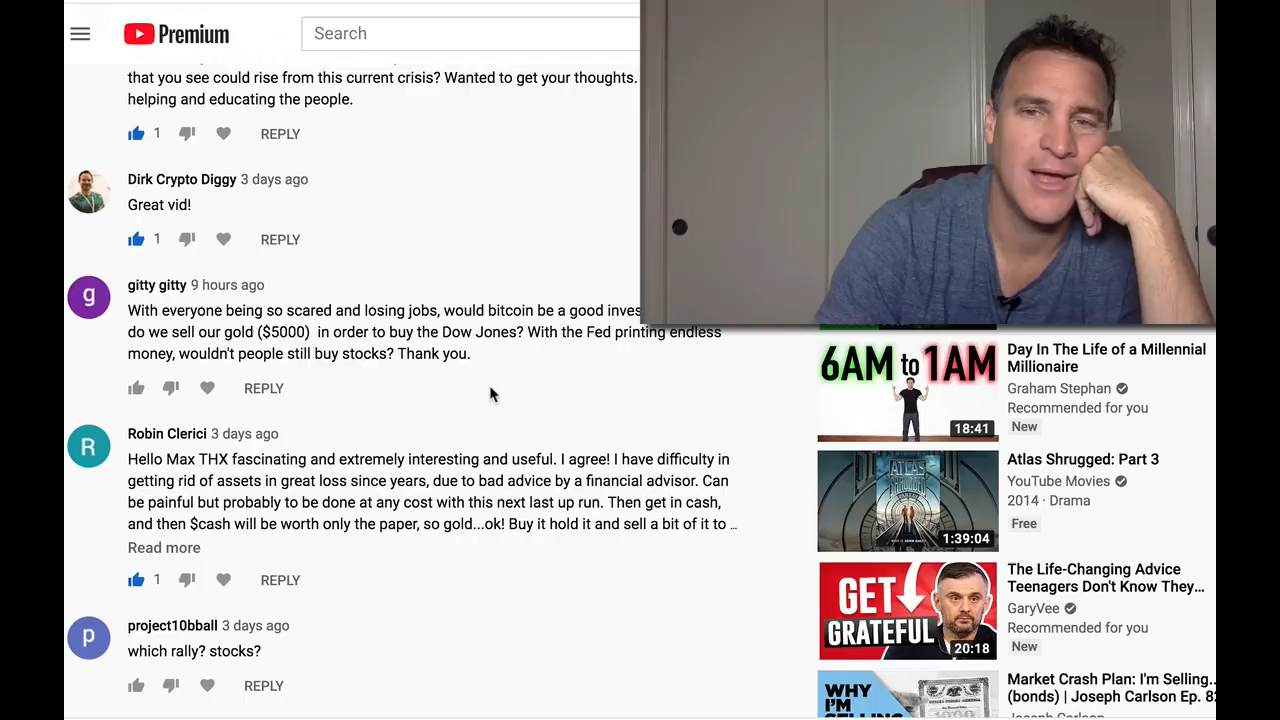 Premium
Search
that you see could rise from this current crisis? Wanted to get your thoughts.
helping and educating the people.
1
REPLY
Dirk Crypto Diggy 3 days ago
Great vid!
1
REPLY
g
gitty gitty 9 hours ago
With everyone being so scared and losing jobs, would bitcoin be a good
do we sell our gold ($5000) in order to buy the Dow Jones? With the Fed printing endless
money, wouldn't people still buy stocks? Thank you.
REPLY
R
Robin Clerici 3 days ago
Hello Max THX fascinating and extremely interesting and useful. I agree! I have difficulty in
getting rid of assets in great loss since years, due to bad advice by a financial advisor. Can
be painful but probably to be done at any cost with this next last up run. Then get in cash,
and then $cash will be worth only the paper, so gold...ok! Buy it hold it and sell a bit of it to ...
Read more
1
REPLY
p
project10bball 3 days ago
which rally? stocks?
REPLY
6AM to 1AM
18:41
Day In The Life of a Millennial
Millionaire
Graham Stephan
Recommended for you
New
ATLAS
SHRUGGED
1:39:04
Atlas Shrugged: Part 3
YouTube Movies
2014 · Drama
Free
GET
GRATEFUL
20:18
The Life-Changing Advice
Teenagers Don't Know They...
GaryVee
Recommended for you
New
WHY
I'M
Market Crash Plan: I'm Selling...
(bonds) | Joseph Carlson Ep.
Joseph Carlson